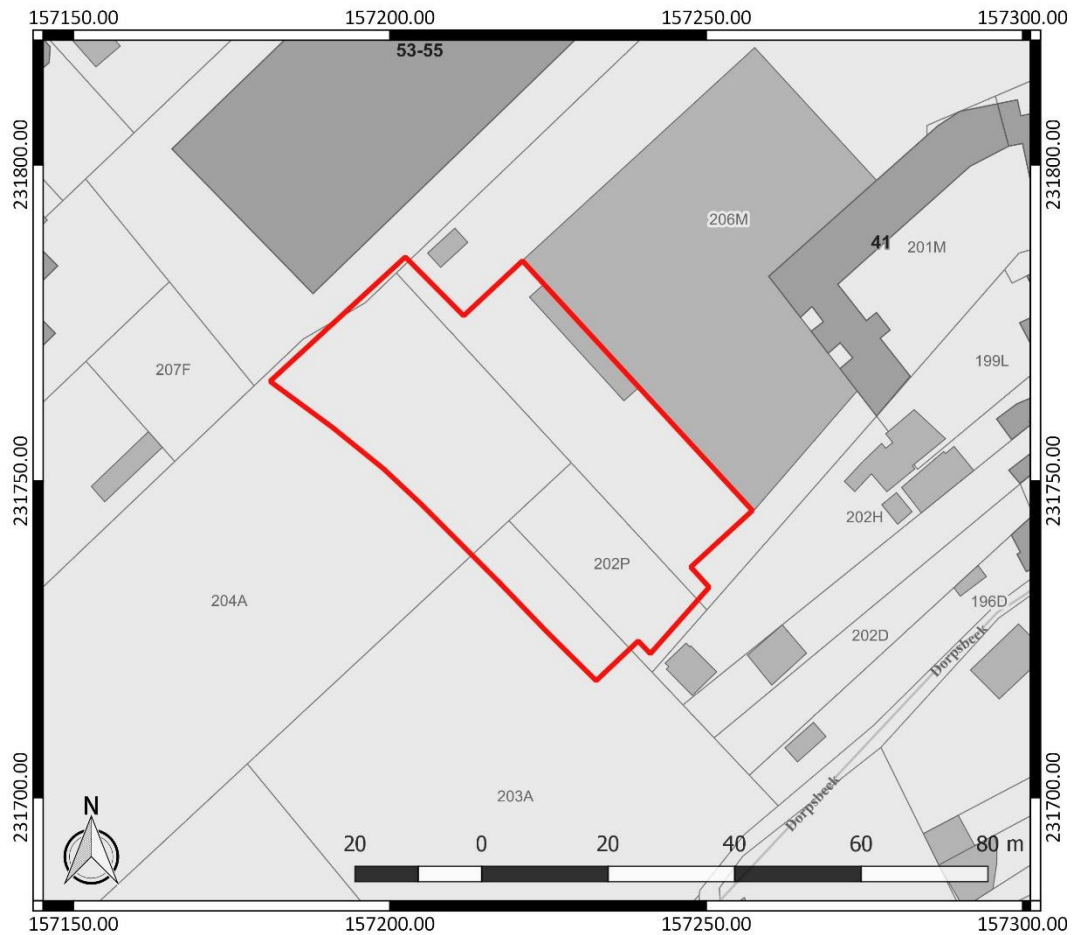 157150.00 157200.00 157250.00 157300.00
53-55
231800.00 231800.00
206M
41
201M
199L
207F
231750.00 231750.00
202H
202P
204A
196D
202D
Dorpsbeek
231700.00 231700.00
203A
Dorpsbeek
N
20 0 20 40 60 80 m
157150.00 157200.00 157250.00 157300.00